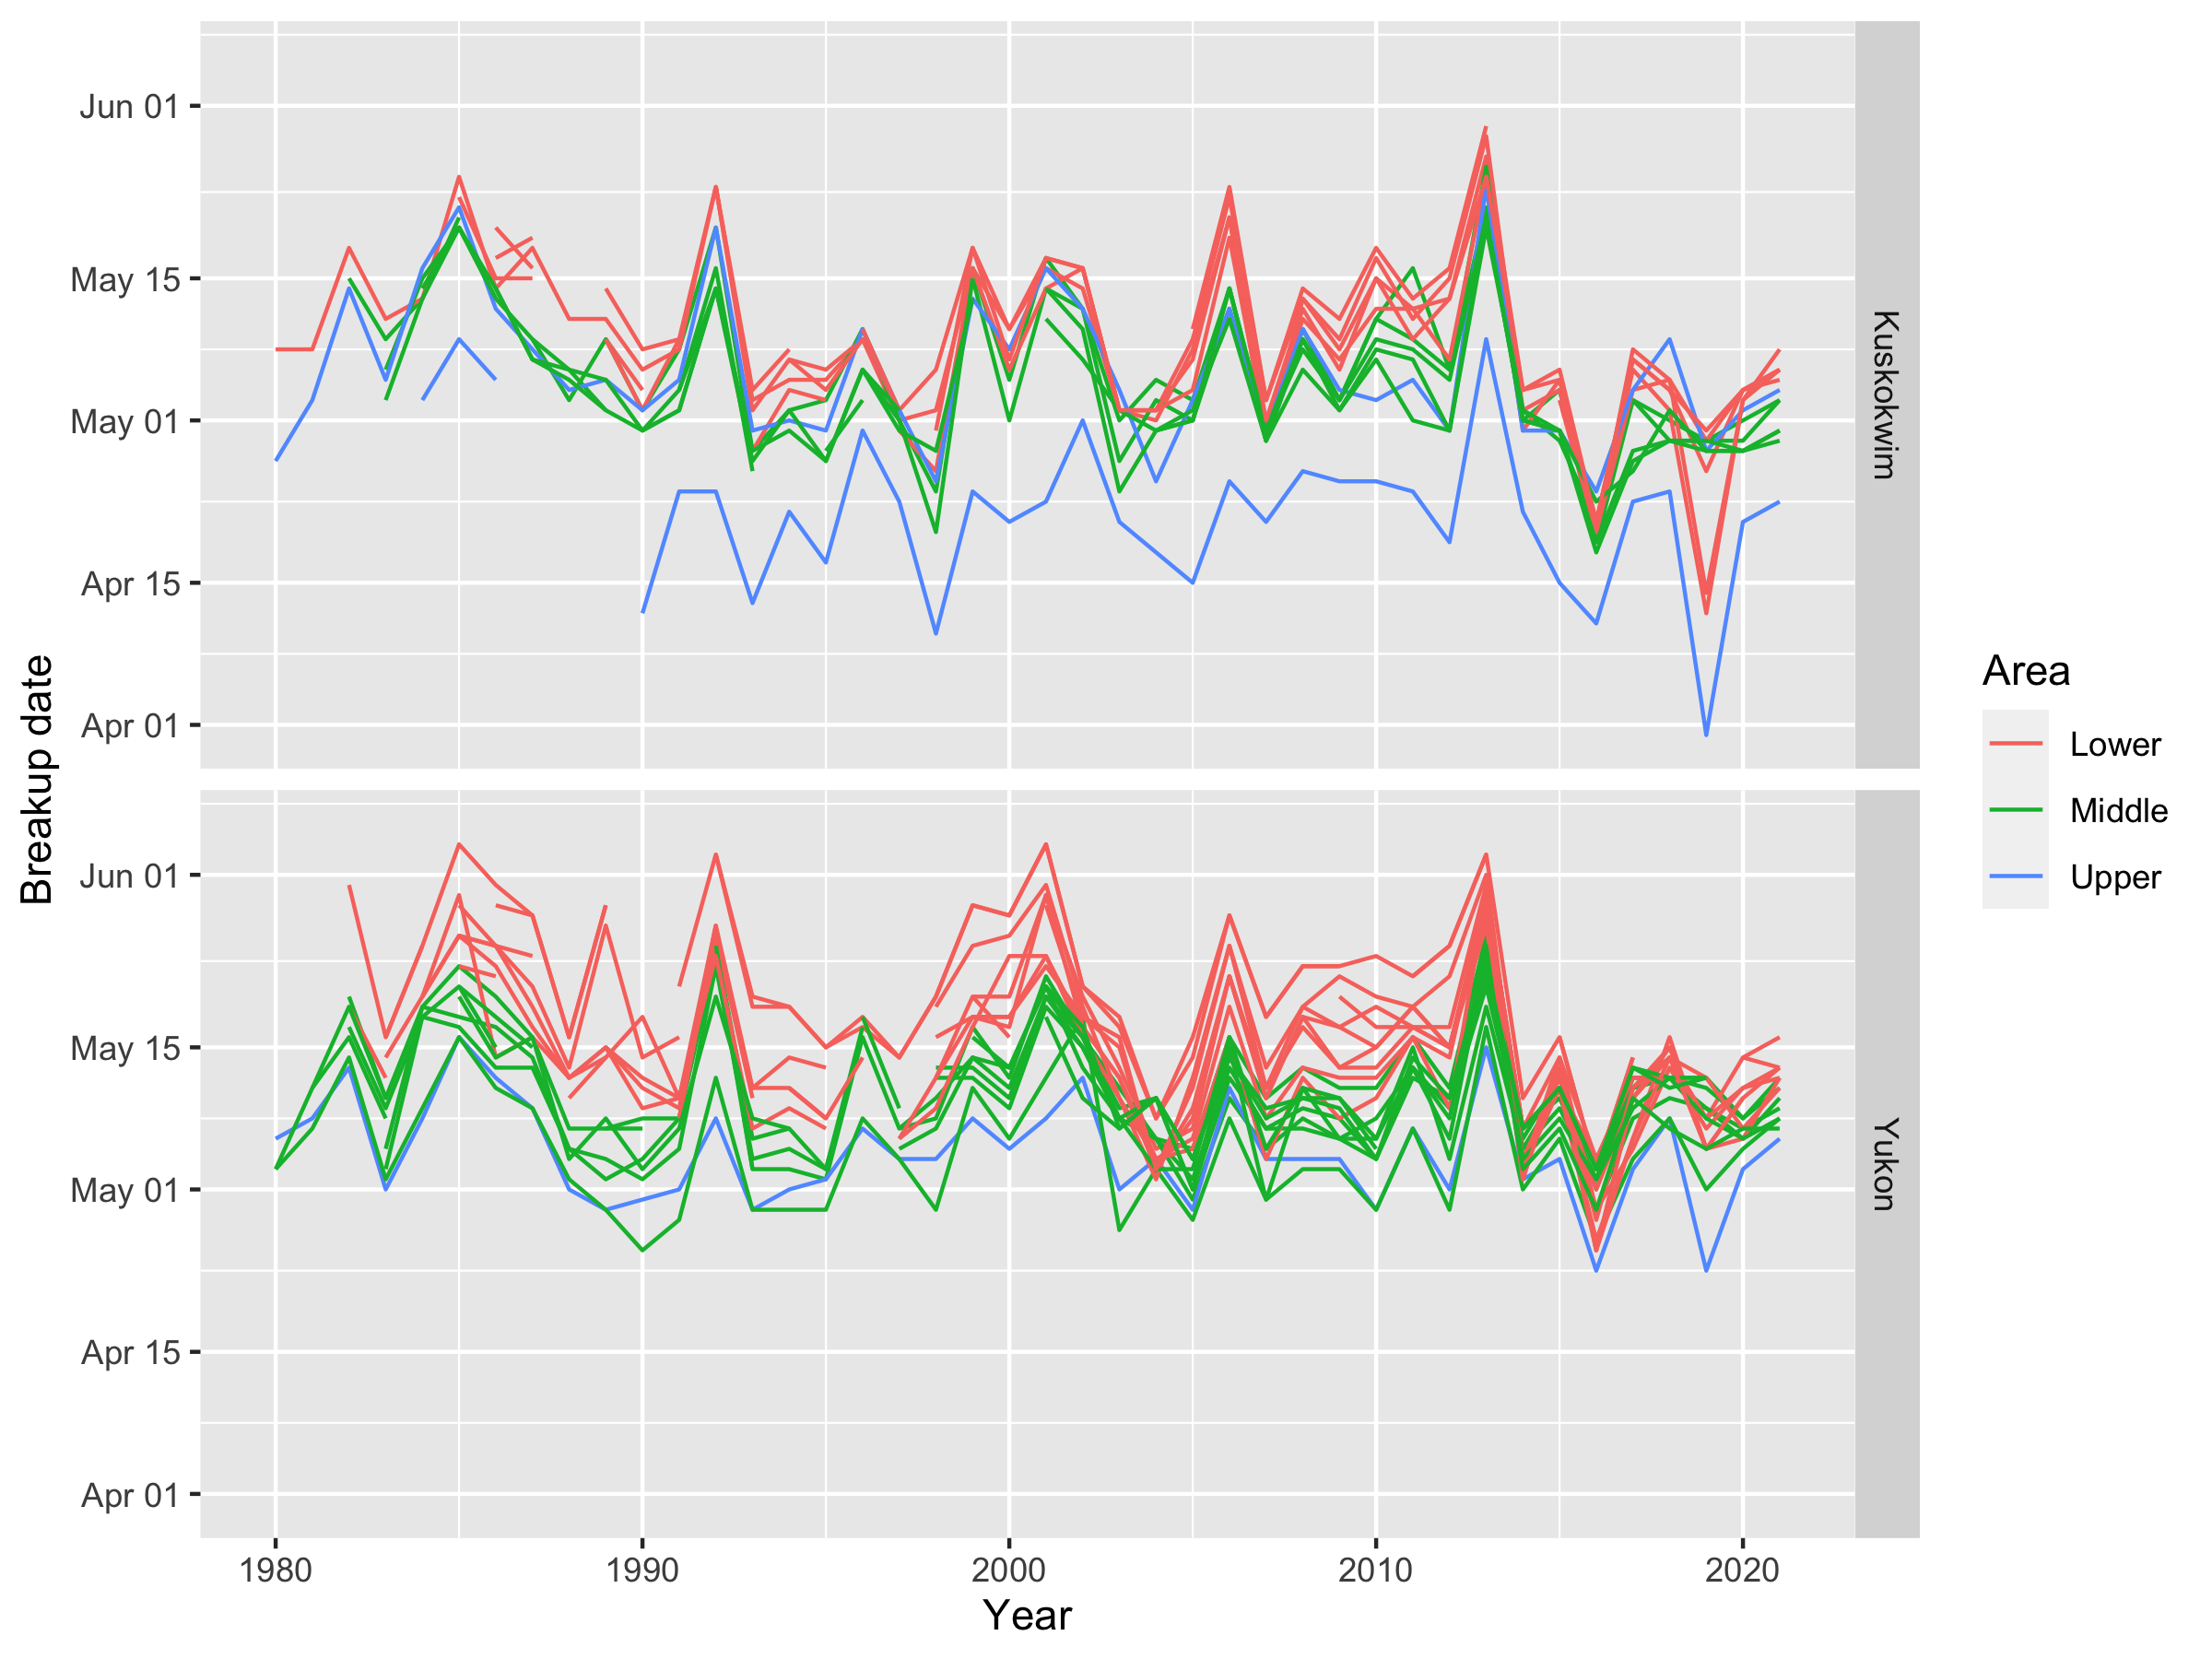 Breakup date
Jun 01
May 15
May 01
Apr 15
Apr 01
Kuskokwim
Jun 01
May 15
May 01
Apr 15
Apr 01
Yukon
1980
1990
2000
2010
2020
Year
Area
Lower
Middle
Upper